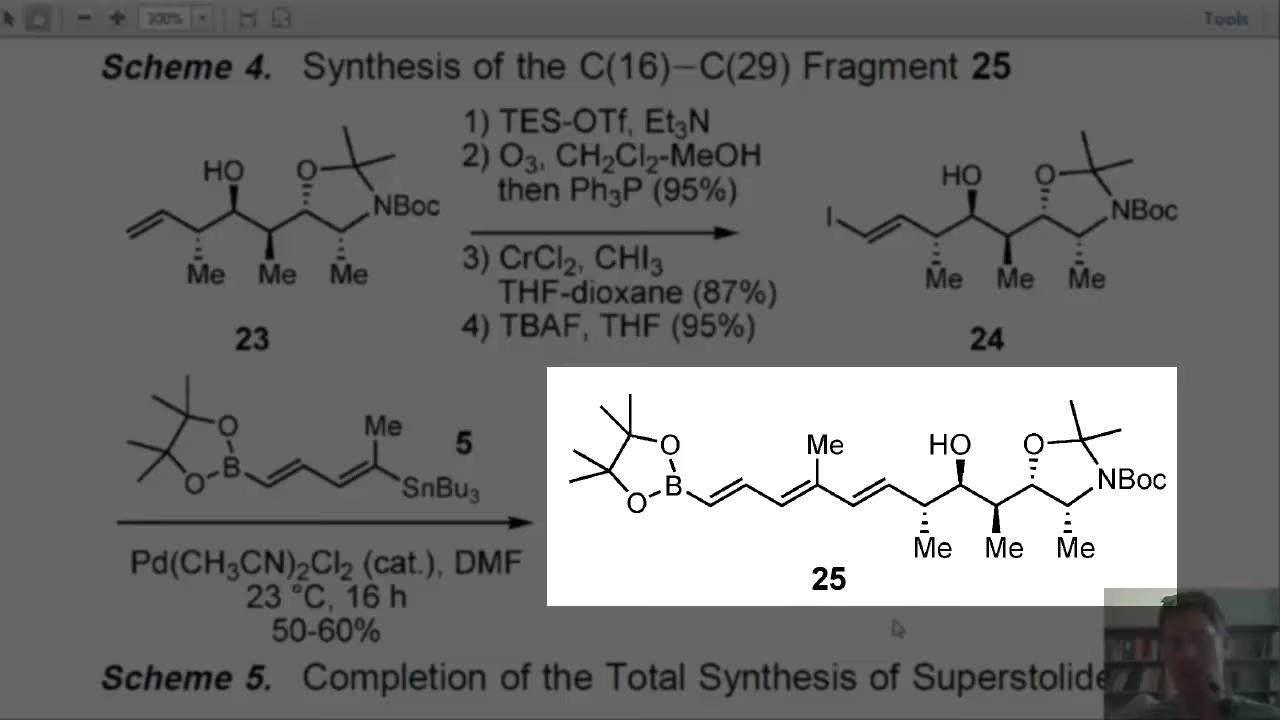 300%
Tools
Scheme 4. Synthesis of the C(16)–C(29) Fragment 25
HO
O
NBoc
Me
Me
Me
23
1) TES-OTf, Et3N
2) O3, CH2Cl2-MeOH
then Ph3P (95%)
3) CrCl2, CHI3
THF-dioxane (87%)
4) TBAF, THF (95%)
HO
O
NBoc
I
Me
Me
Me
24
O
B
O
Me
SnBu3
5
Pd(CH3CN)2Cl2 (cat.), DMF
23 °C, 16 h
50-60%
O
B
O
Me
HO
O
NBoc
Me
Me
Me
25
Scheme 5. Completion of the Total Synthesis of Superstolide